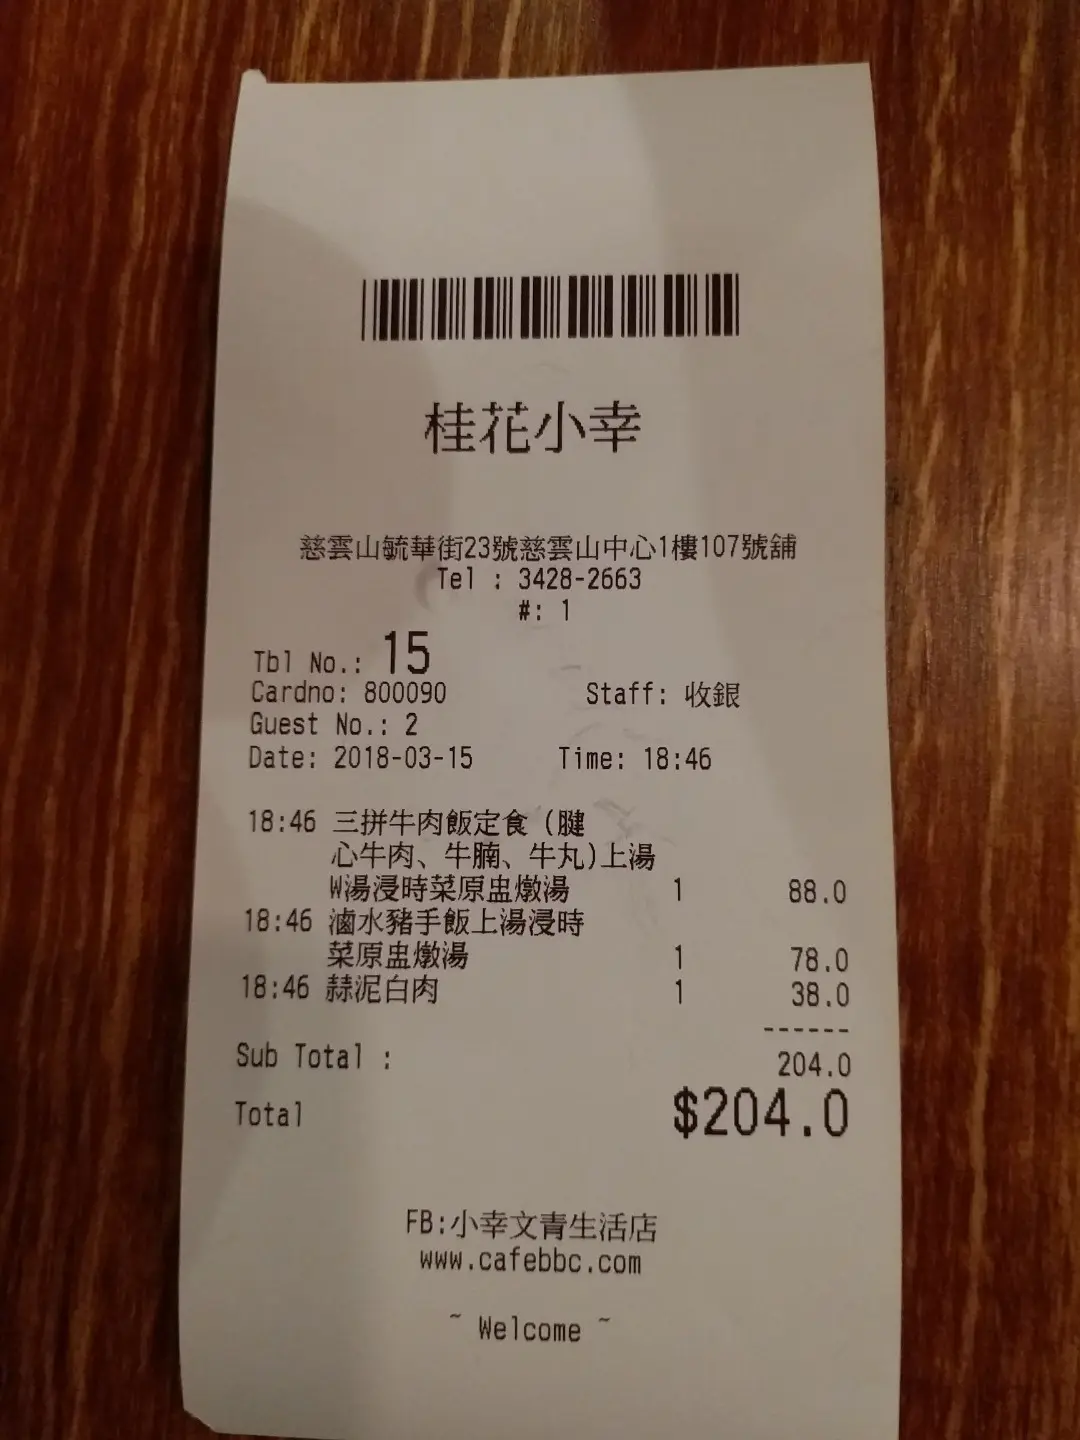 桂花小幸
慈雲山毓華街23號慈雲山中心1樓107號舖
Tel : 3428-2663
#: 1
Tbl No.: 15
Cardno: 800090 Staff: 收銀
Guest No.: 2
Date: 2018-03-15 Time: 18:46
18:46 三拼牛肉飯定食 (腱
心牛肉、牛腩、牛丸)上湯
W湯浸時菜原盅燉湯 1 88.0
18:46 滷水豬手飯上湯浸時
菜原盅燉湯 1 78.0
18:46 蒜泥白肉 1 38.0
------
Sub Total : 204.0
Total $204.0
FB:小幸文青生活店
www.cafebbc.com
~ Welcome ~